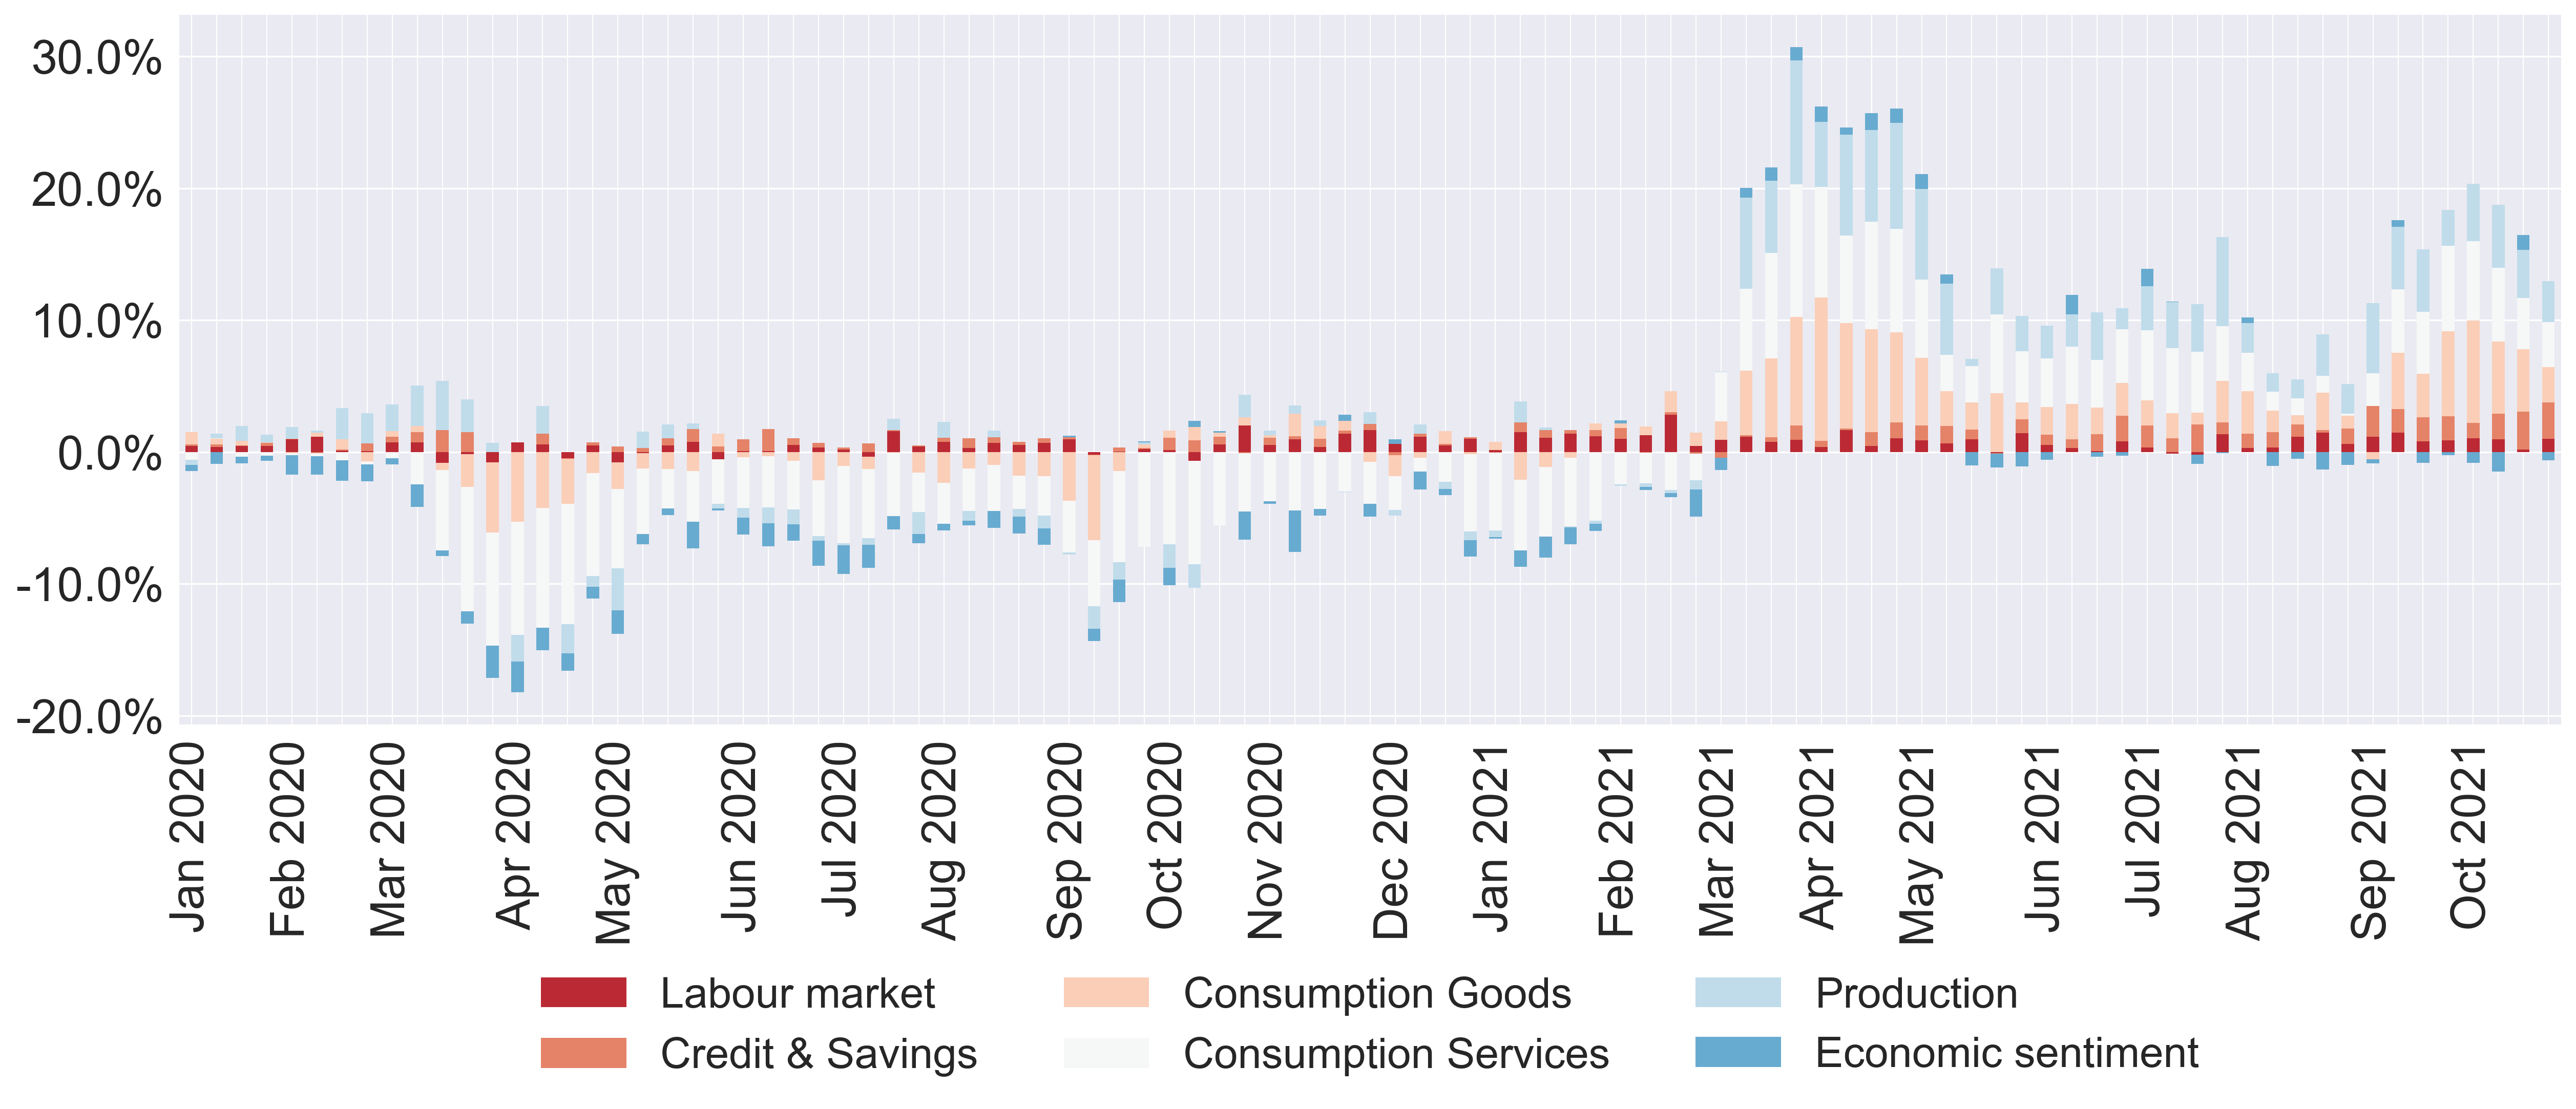 30.0%
20.0%
10.0%
0.0%
-10.0%
-20.0%
Jan 2020
Feb 2020
Mar 2020
Apr 2020
May 2020
Jun 2020
Jul 2020
Aug 2020
Sep 2020
Oct 2020
Nov 2020
Dec 2020
Jan 2021
Feb 2021
Mar 2021
Apr 2021
May 2021
Jun 2021
Jul 2021
Aug 2021
Sep 2021
Oct 2021
Labour market
Credit & Savings
Consumption Goods
Consumption Services
Production
Economic sentiment